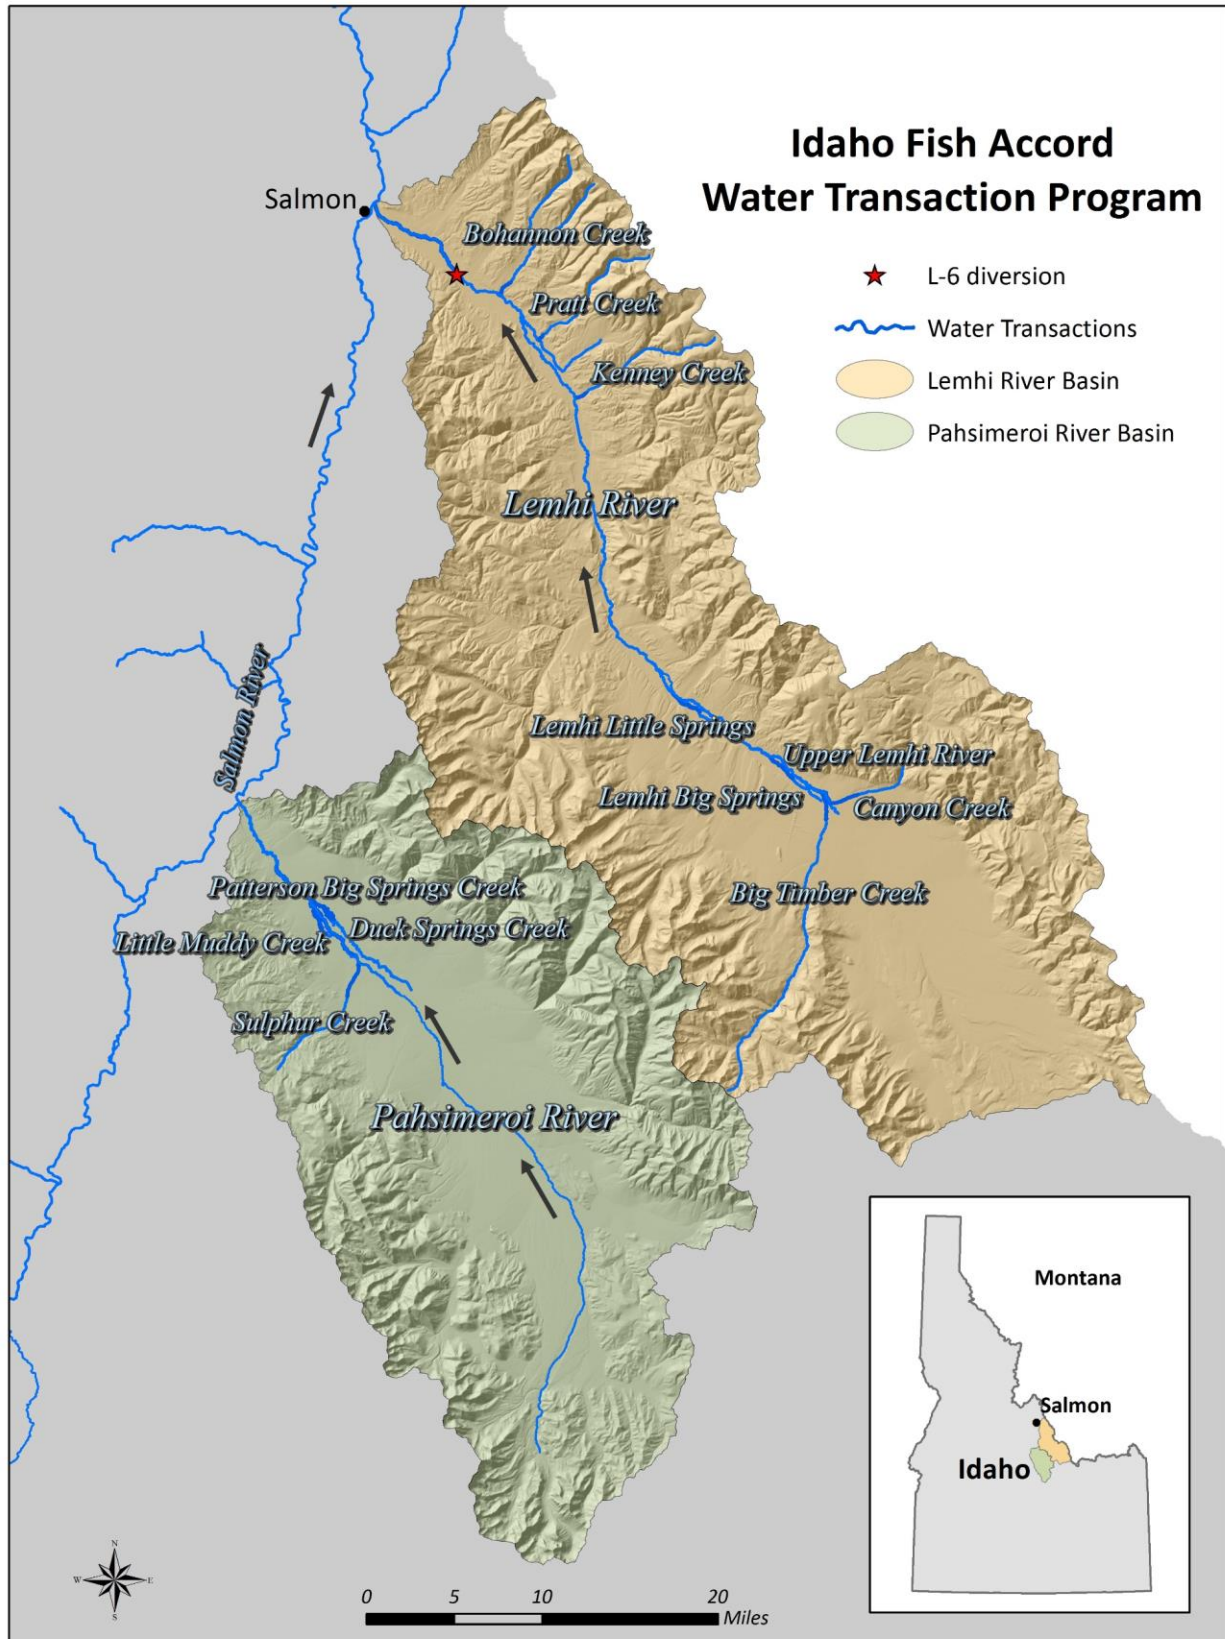 Idaho Fish Accord
Water Transaction Program
L-6 diversion
Water Transactions
Lemhi River Basin
Pahsimeroi River Basin
Salmon
Bohannon Creek
Pratt Creek
Kenney Creek
Lemhi River
Salmon River
Lemhi Little Springs
Upper Lemhi River
Lemhi Big Springs
Canyon Creek
Patterson Big Springs Creek
Big Timber Creek
Duck Springs Creek
Little Muddy Creek
Sulphur Creek
Pahsimeroi River
Montana
Salmon
Idaho
N
W
E
S
0
5
10
20
Miles